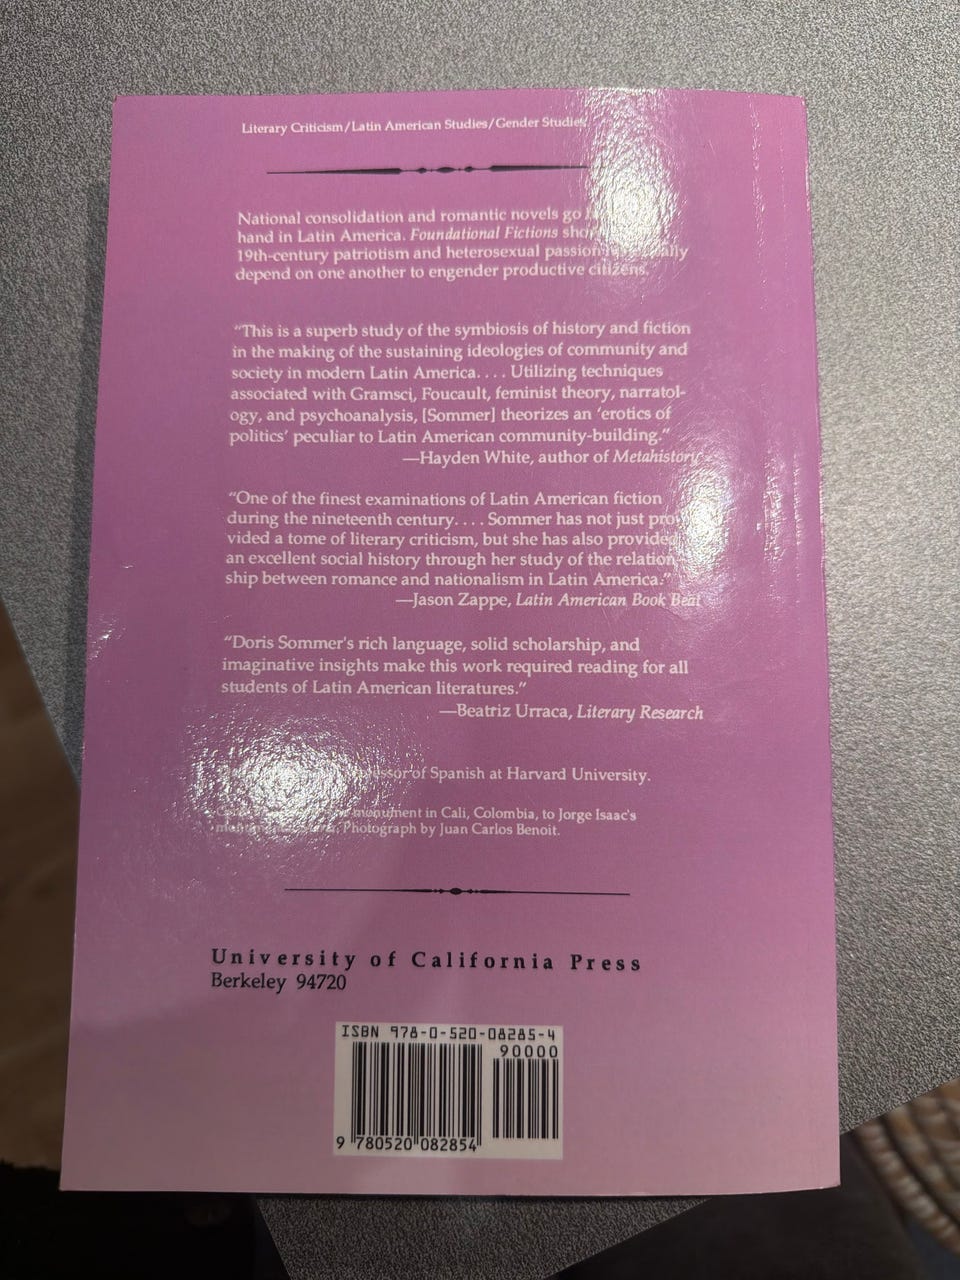 Literary Criticism/Latin American Studies/Gender Studies
National consolidation and romantic novels go
hand in Latin America. Foundational Fictions
19th-century patriotism and heterosexual passion
depend on one another to engender productive citizens.
"This is a superb study of the symbiosis of history and fiction
in the making of the sustaining ideologies of community and
society in modern Latin America. . . . Utilizing techniques
associated with Gramsci, Foucault, feminist theory, narratol-
ogy, and psychoanalysis, [Sommer] theorizes an 'erotics of
politics' peculiar to Latin American community-building."
—Hayden White, author of Metahistory
"One of the finest examinations of Latin American fiction
during the nineteenth century. . . . Sommer has not just pro-
vided a tome of literary criticism, but she has also provided
an excellent social history through her study of the relation-
ship between romance and nationalism in Latin America."
—Jason Zappe, Latin American Book Beat
"Doris Sommer's rich language, solid scholarship, and
imaginative insights make this work required reading for all
students of Latin American literatures."
—Beatriz Urraca, Literary Research
of Spanish at Harvard University.
monument in Cali, Colombia, to Jorge Isaac's
Photograph by Juan Carlos Benoit.
University of California Press
Berkeley 94720
ISBN 978-0-520-08285-4
90000
9 780520 082854